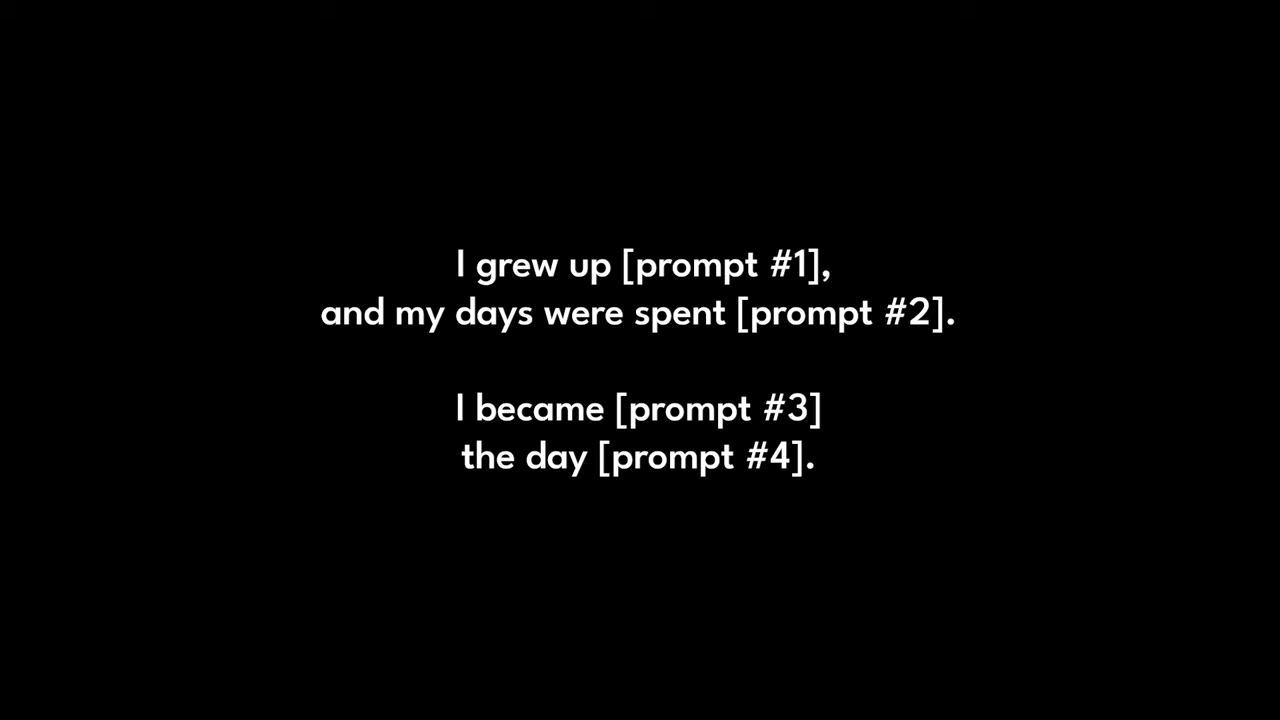 I grew up [prompt #1],
and my days were spent [prompt #2].
I became [prompt #3]
the day [prompt #4].